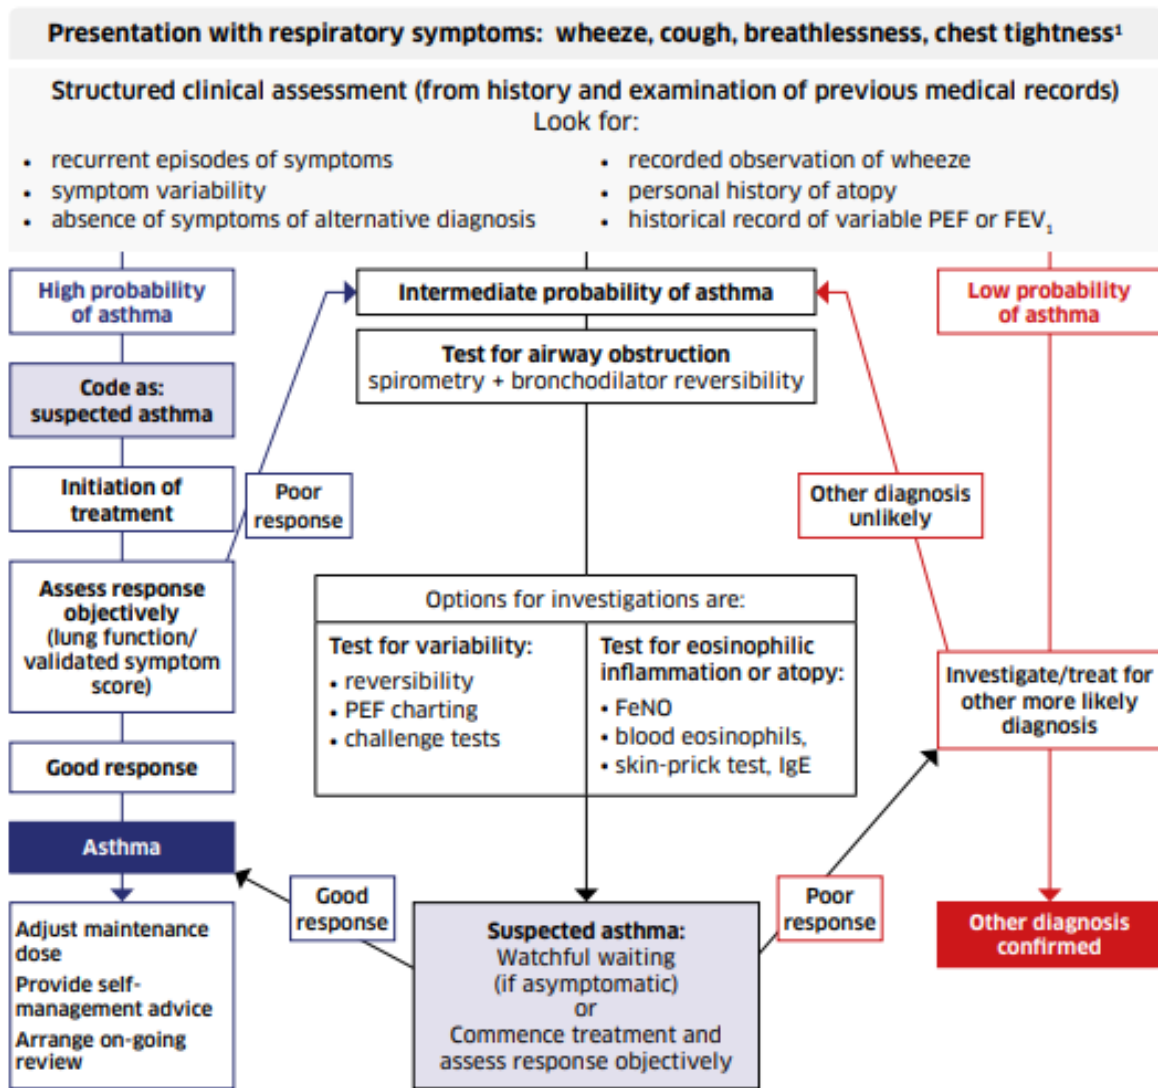 Presentation with respiratory symptoms: wheeze, cough, breathlessness, chest tightness¹
Structured clinical assessment (from history and examination of previous medical records)
Look for:
• recurrent episodes of symptoms
• symptom variability
• absence of symptoms of alternative diagnosis
• recorded observation of wheeze
• personal history of atopy
• historical record of variable PEF or FEV₁
High probability
of asthma
Code as:
suspected asthma
Initiation of
treatment
Assess response
objectively
(lung function/
validated symptom
score)
Poor
response
Good response
Asthma
Adjust maintenance
dose
Provide self-
management advice
Arrange on-going
review
Intermediate probability of asthma
Test for airway obstruction
spirometry + bronchodilator reversibility
Options for investigations are:
Test for variability:
• reversibility
• PEF charting
• challenge tests
Test for eosinophilic
inflammation or atopy:
• FeNO
• blood eosinophils,
• skin-prick test, IgE
Good
response
Suspected asthma:
Watchful waiting
(if asymptomatic)
or
Commence treatment and
assess response objectively
Poor
response
Low probability
of asthma
Other diagnosis
unlikely
Investigate/treat for
other more likely
diagnosis
Other diagnosis
confirmed